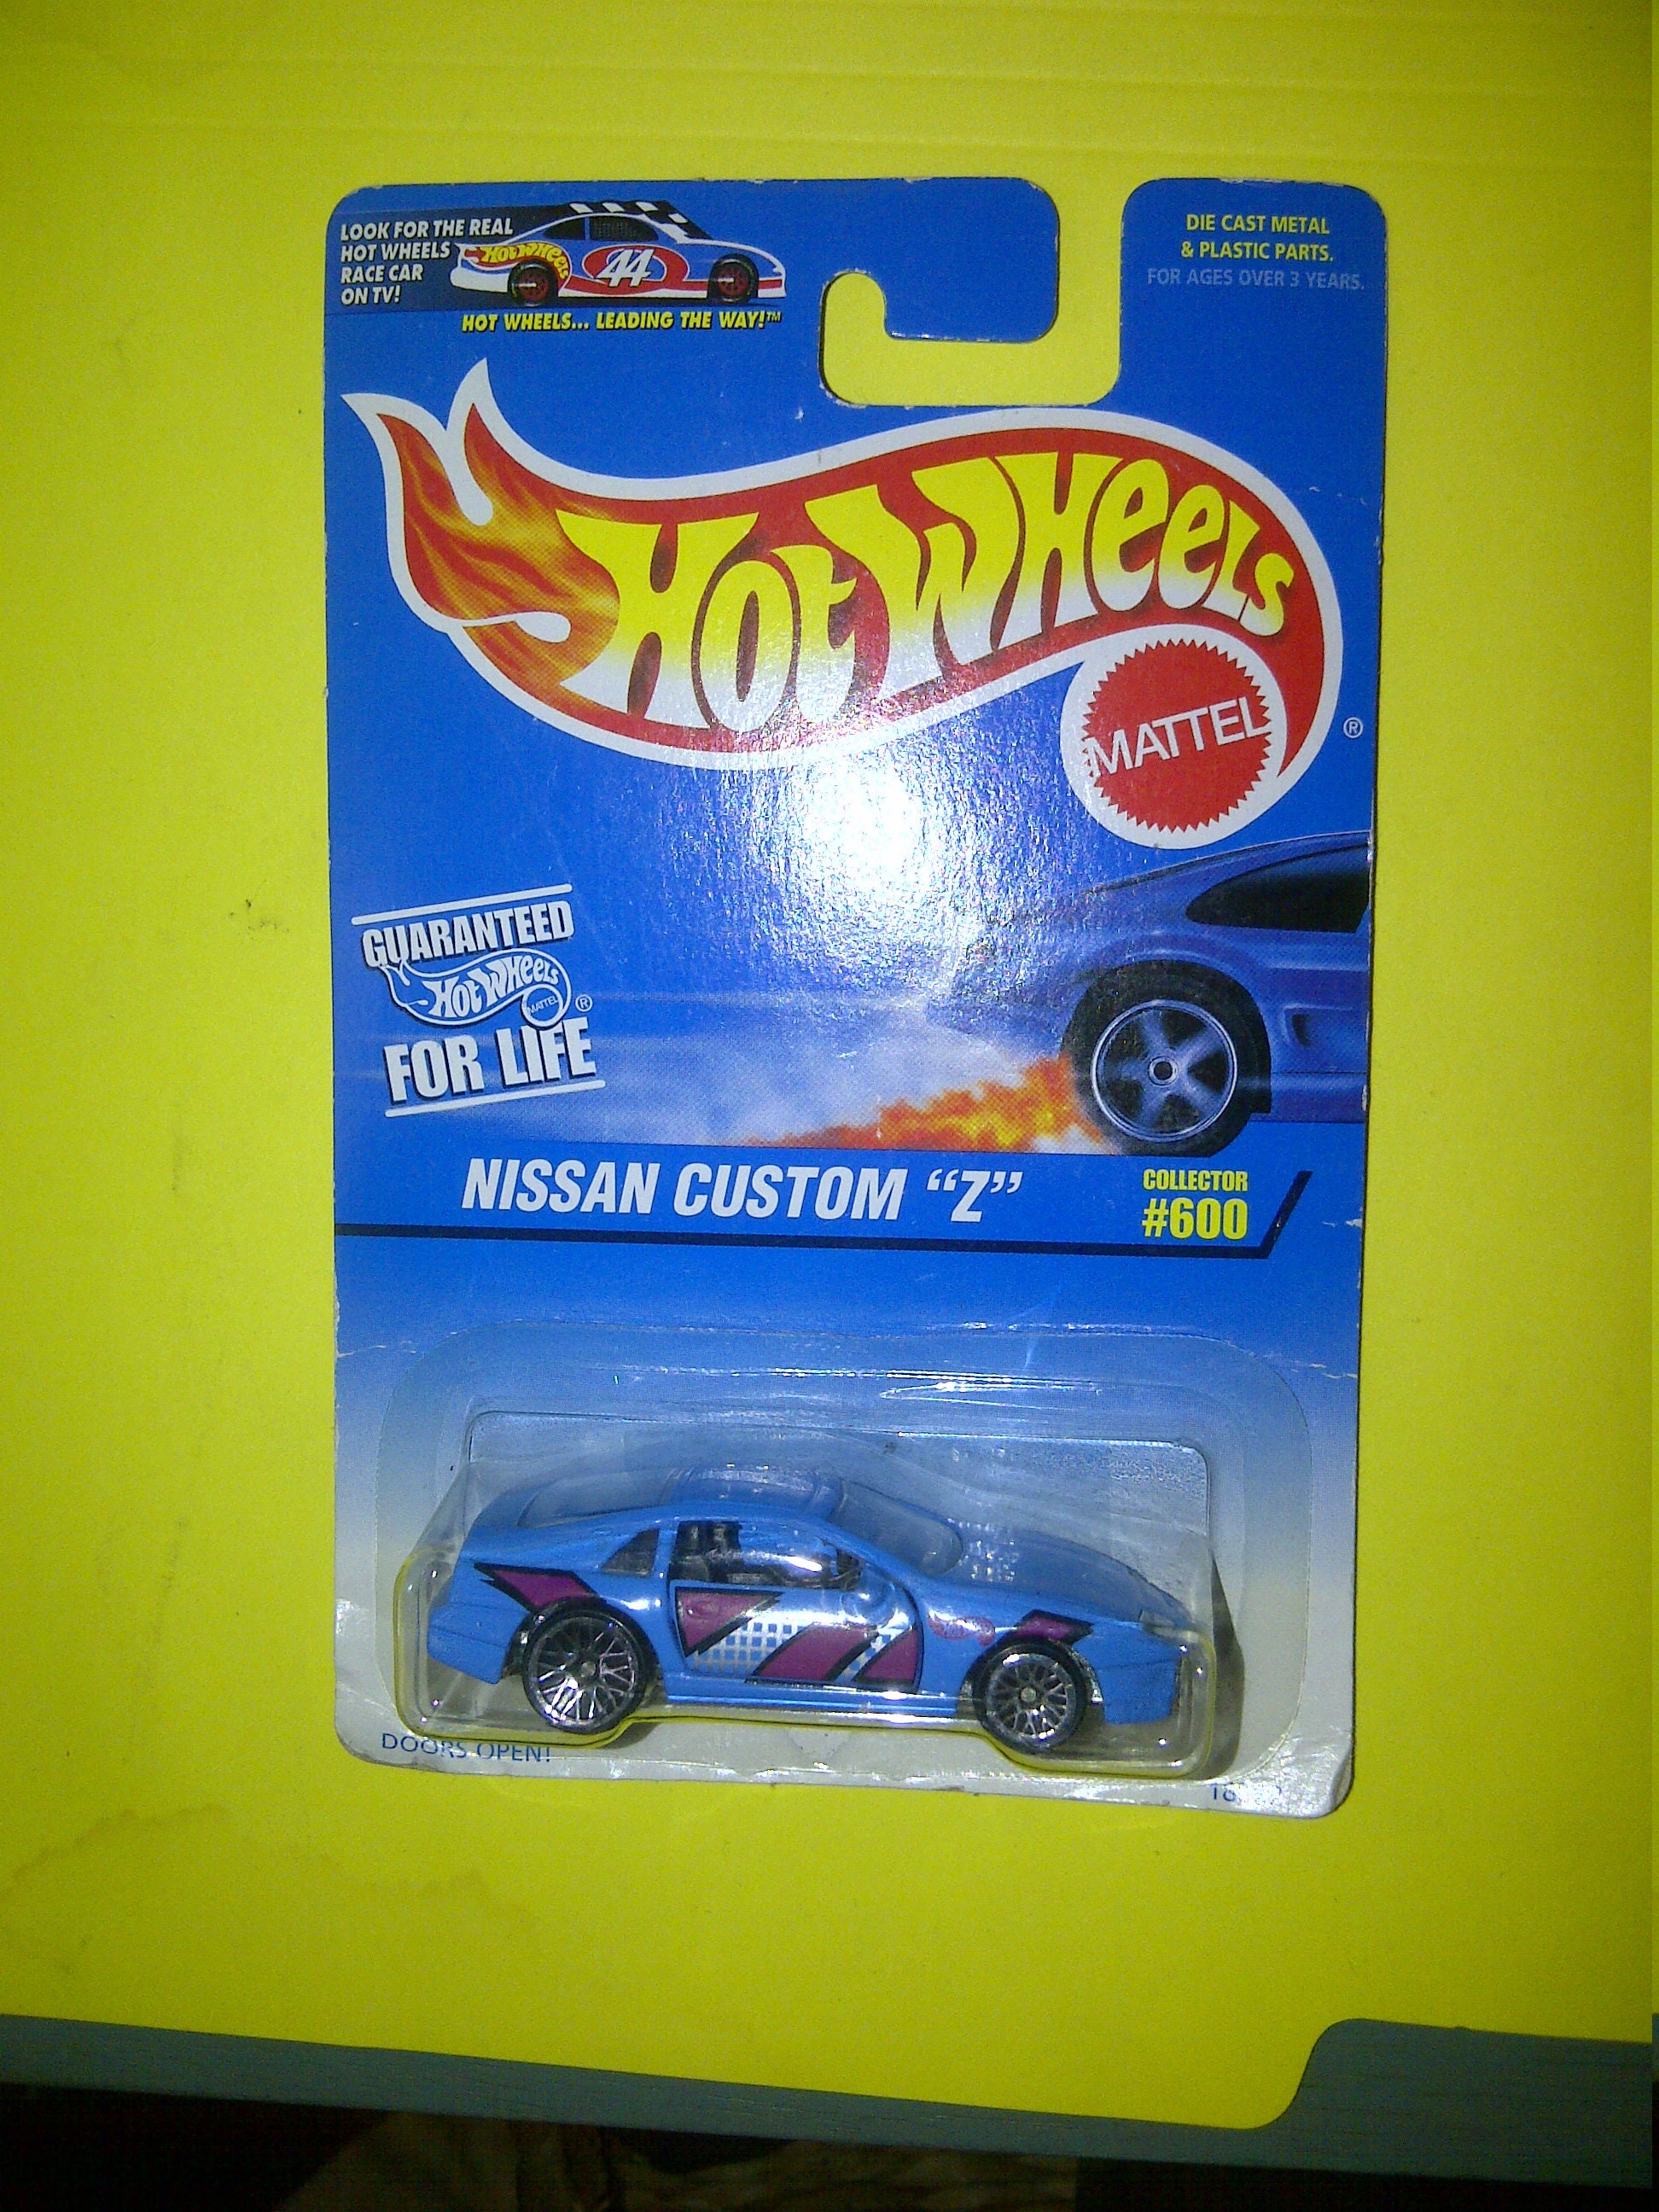 LOOK FOR THE REAL
HOT WHEELS
RACE CAR
ON TV!
HOT WHEELS
44
HOT WHEELS... LEADING THE WAY!™
DIE CAST METAL
& PLASTIC PARTS.
FOR AGES OVER 3 YEARS.
HOT WHEELS
MATTEL
®
GUARANTEED
HOT WHEELS
MATTEL ®
FOR LIFE
NISSAN CUSTOM “Z”
COLLECTOR
#600
DOORS OPEN!